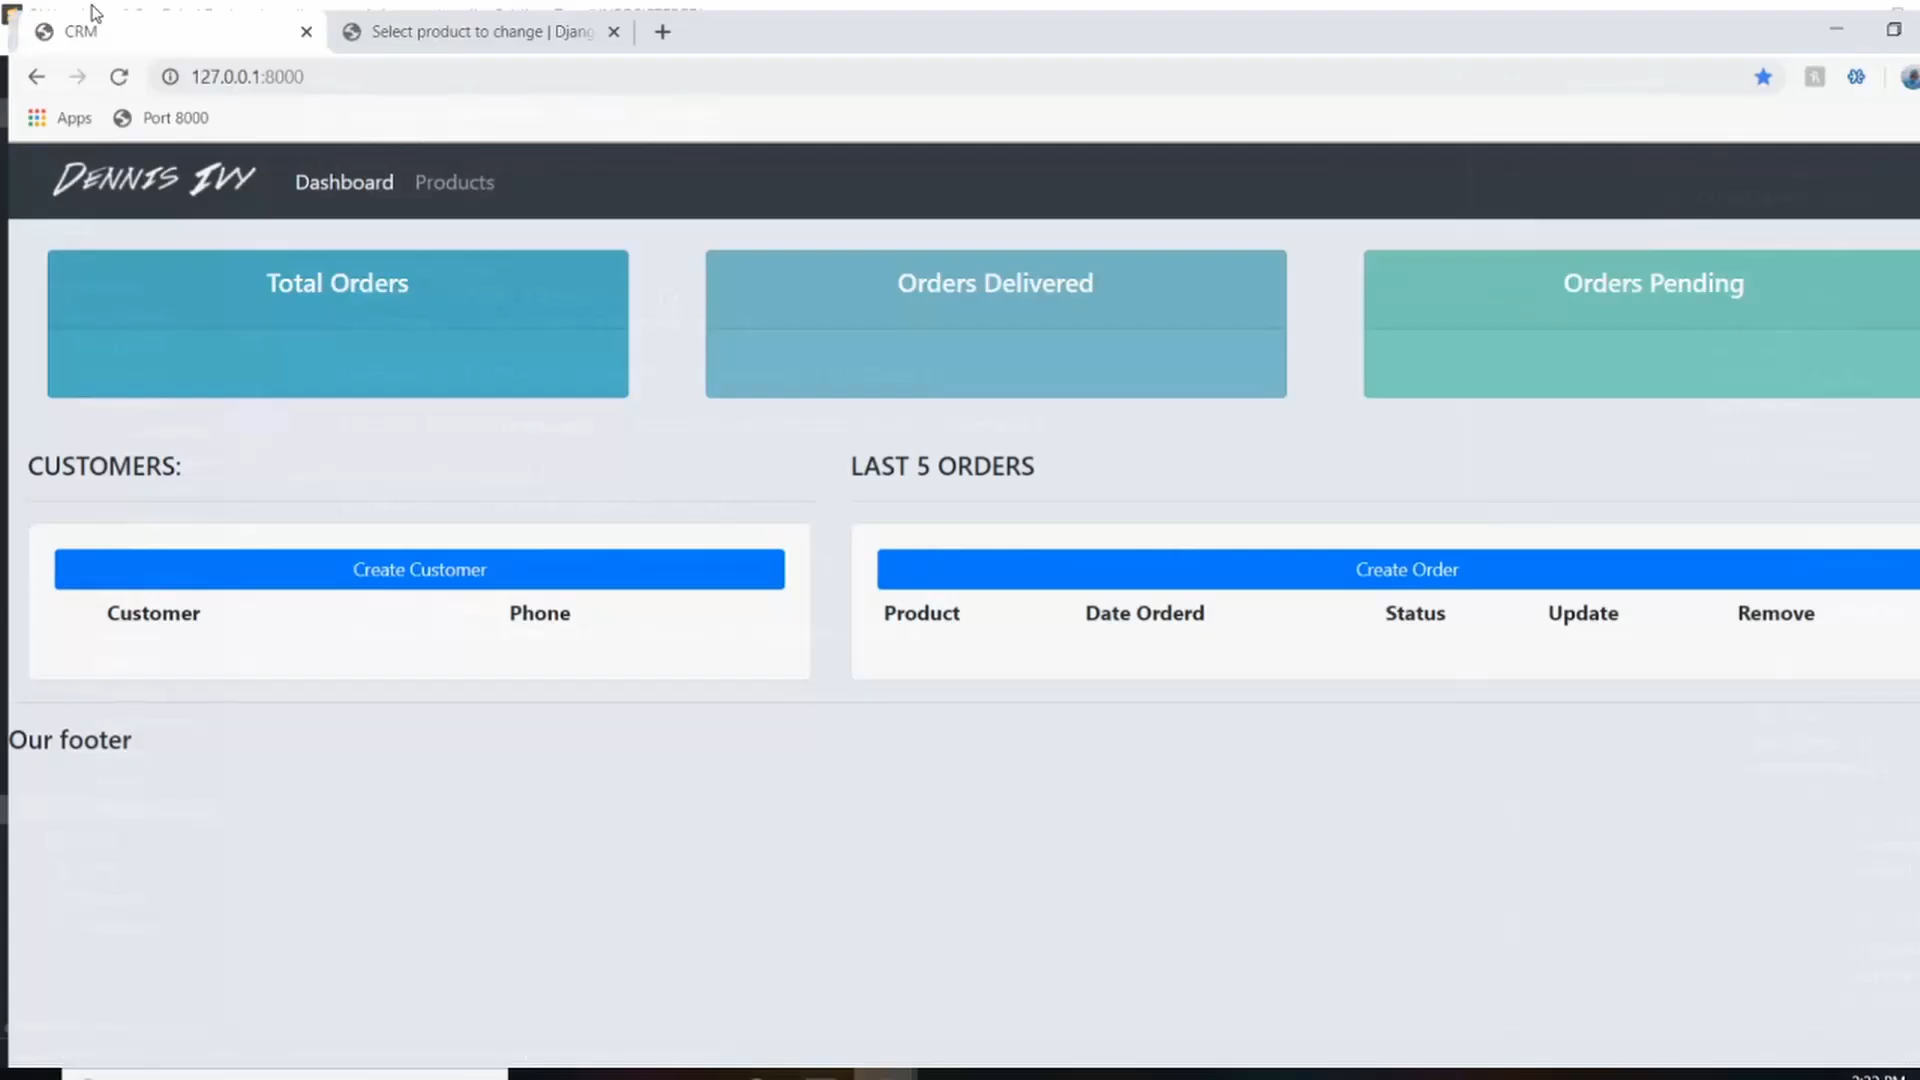 CRM
Select product to change | Djang
127.0.0.1:8000
Apps Port 8000
DENNIS IVY Dashboard Products
Total Orders Orders Delivered Orders Pending
CUSTOMERS: LAST 5 ORDERS
Create Customer Create Order
Customer Phone Product Date Orderd Status Update Remove
Our footer